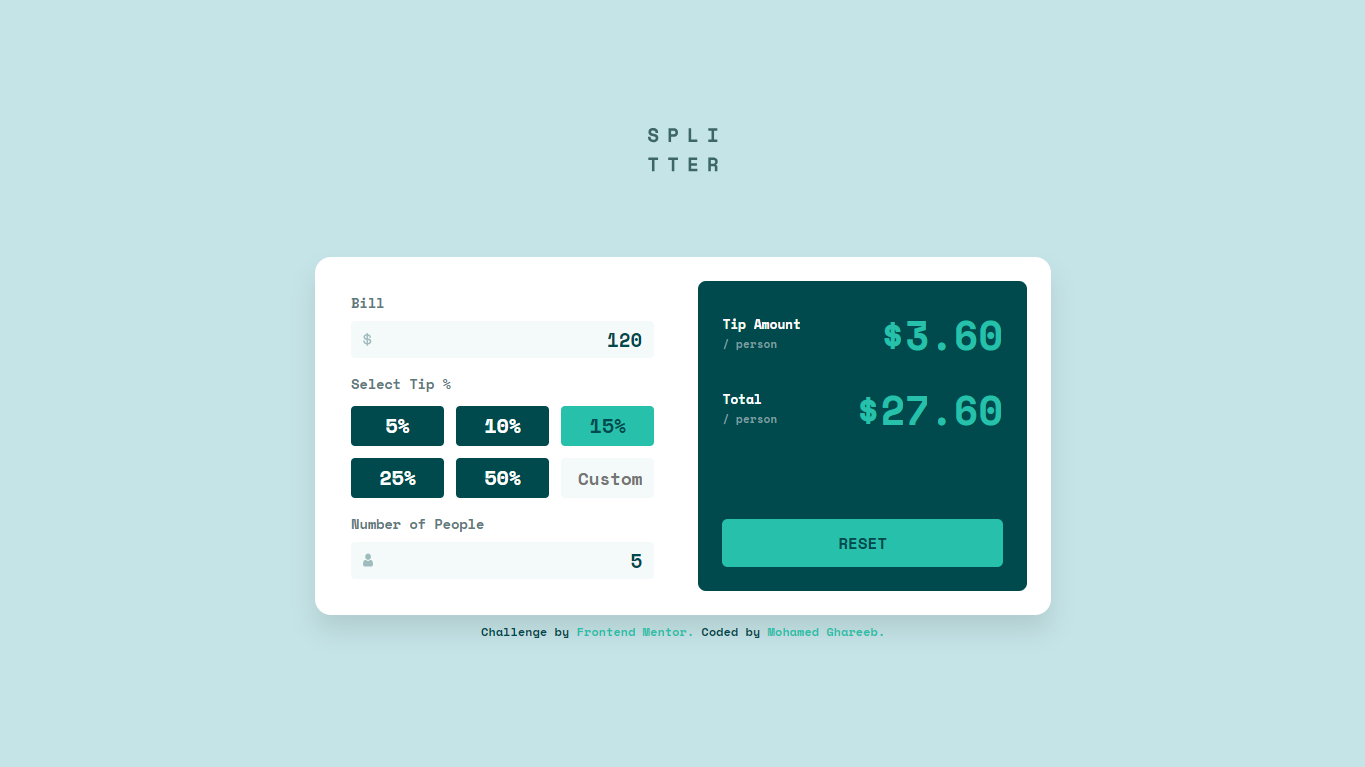 SPLI
TTER
Bill
$ 120
Select Tip %
5% 10% 15%
25% 50% Custom
Number of People
5
Tip Amount
/ person
$3.60
Total
/ person
$27.60
RESET
Challenge by Frontend Mentor. Coded by Mohamed Ghareeb.